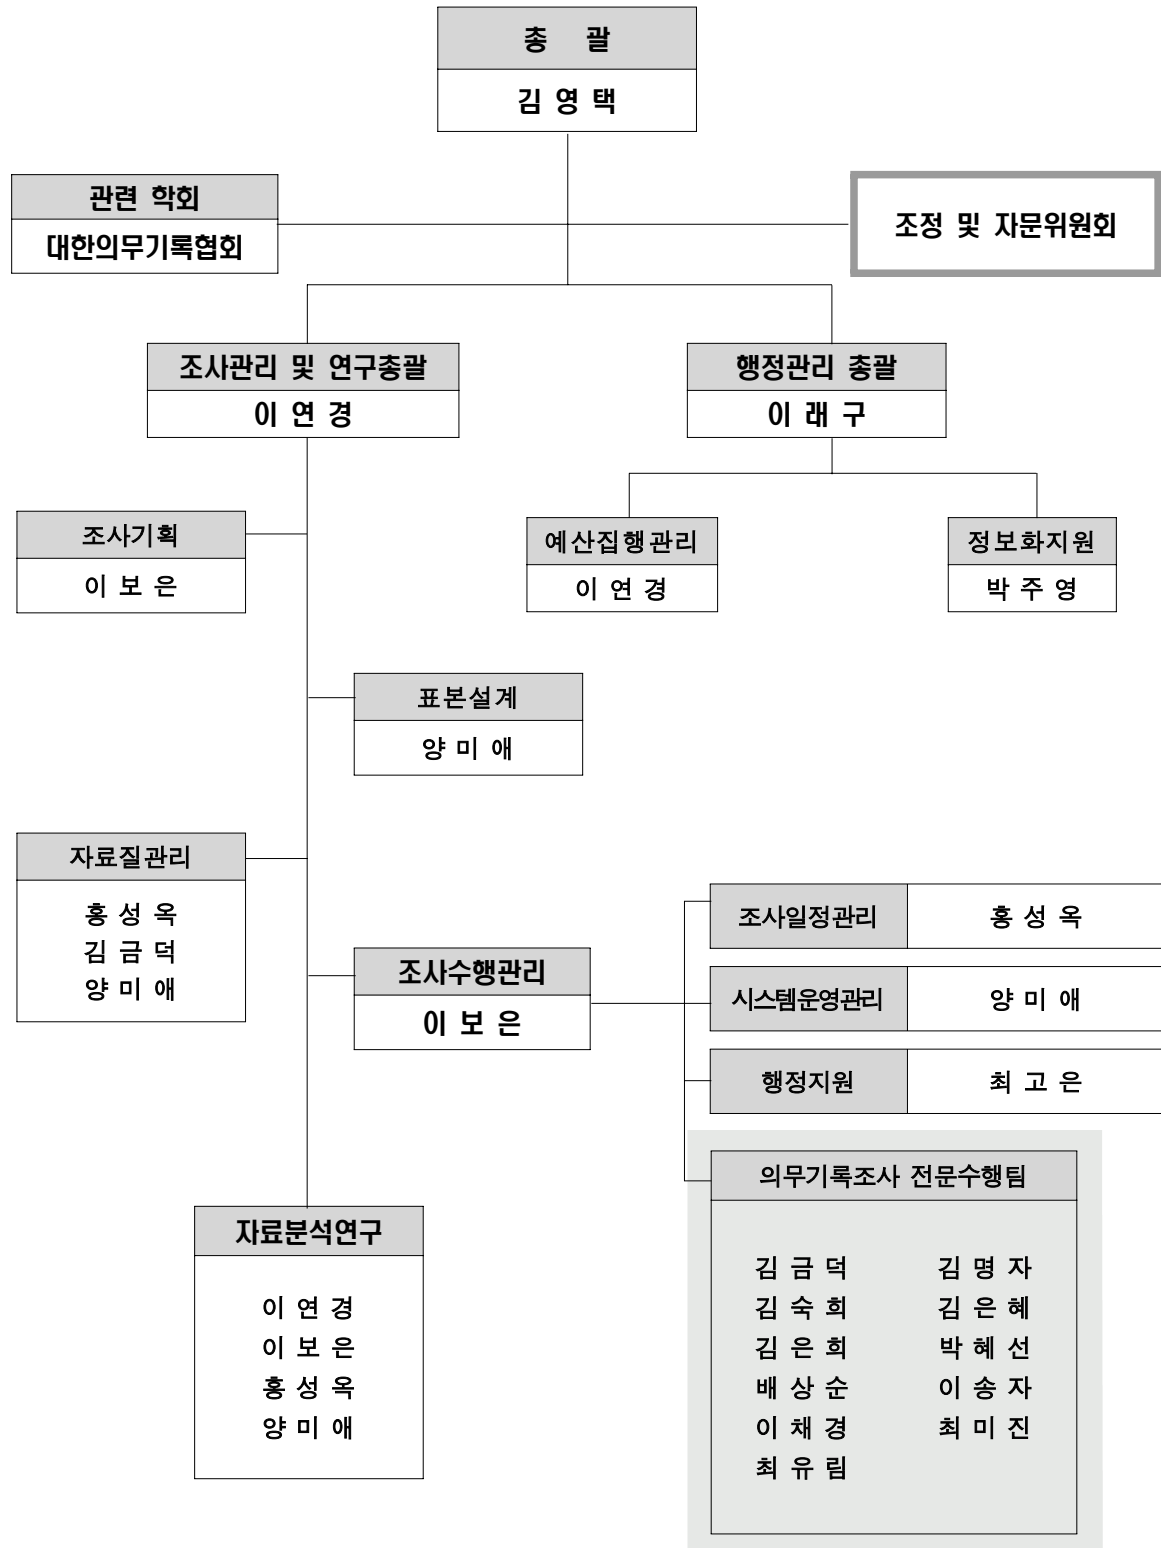 총 괄
김 영 택
관련 학회
대한의무기록협회
조정 및 자문위원회
조사관리 및 연구총괄
이 연 경
행정관리 총괄
이 래 구
조사기획
이 보 은
예산집행관리
이 연 경
정보화지원
박 주 영
표본설계
양 미 애
자료질관리
홍 성 옥
김 금 덕
양 미 애
조사수행관리
이 보 은
조사일정관리 홍 성 옥
시스템운영관리 양 미 애
행정지원 최 고 은
의무기록조사 전문수행팀
김 금 덕 김 명 자
김 숙 희 김 은 혜
김 은 희 박 혜 선
배 상 순 이 송 자
이 채 경 최 미 진
최 유 림
자료분석연구
이 연 경
이 보 은
홍 성 옥
양 미 애